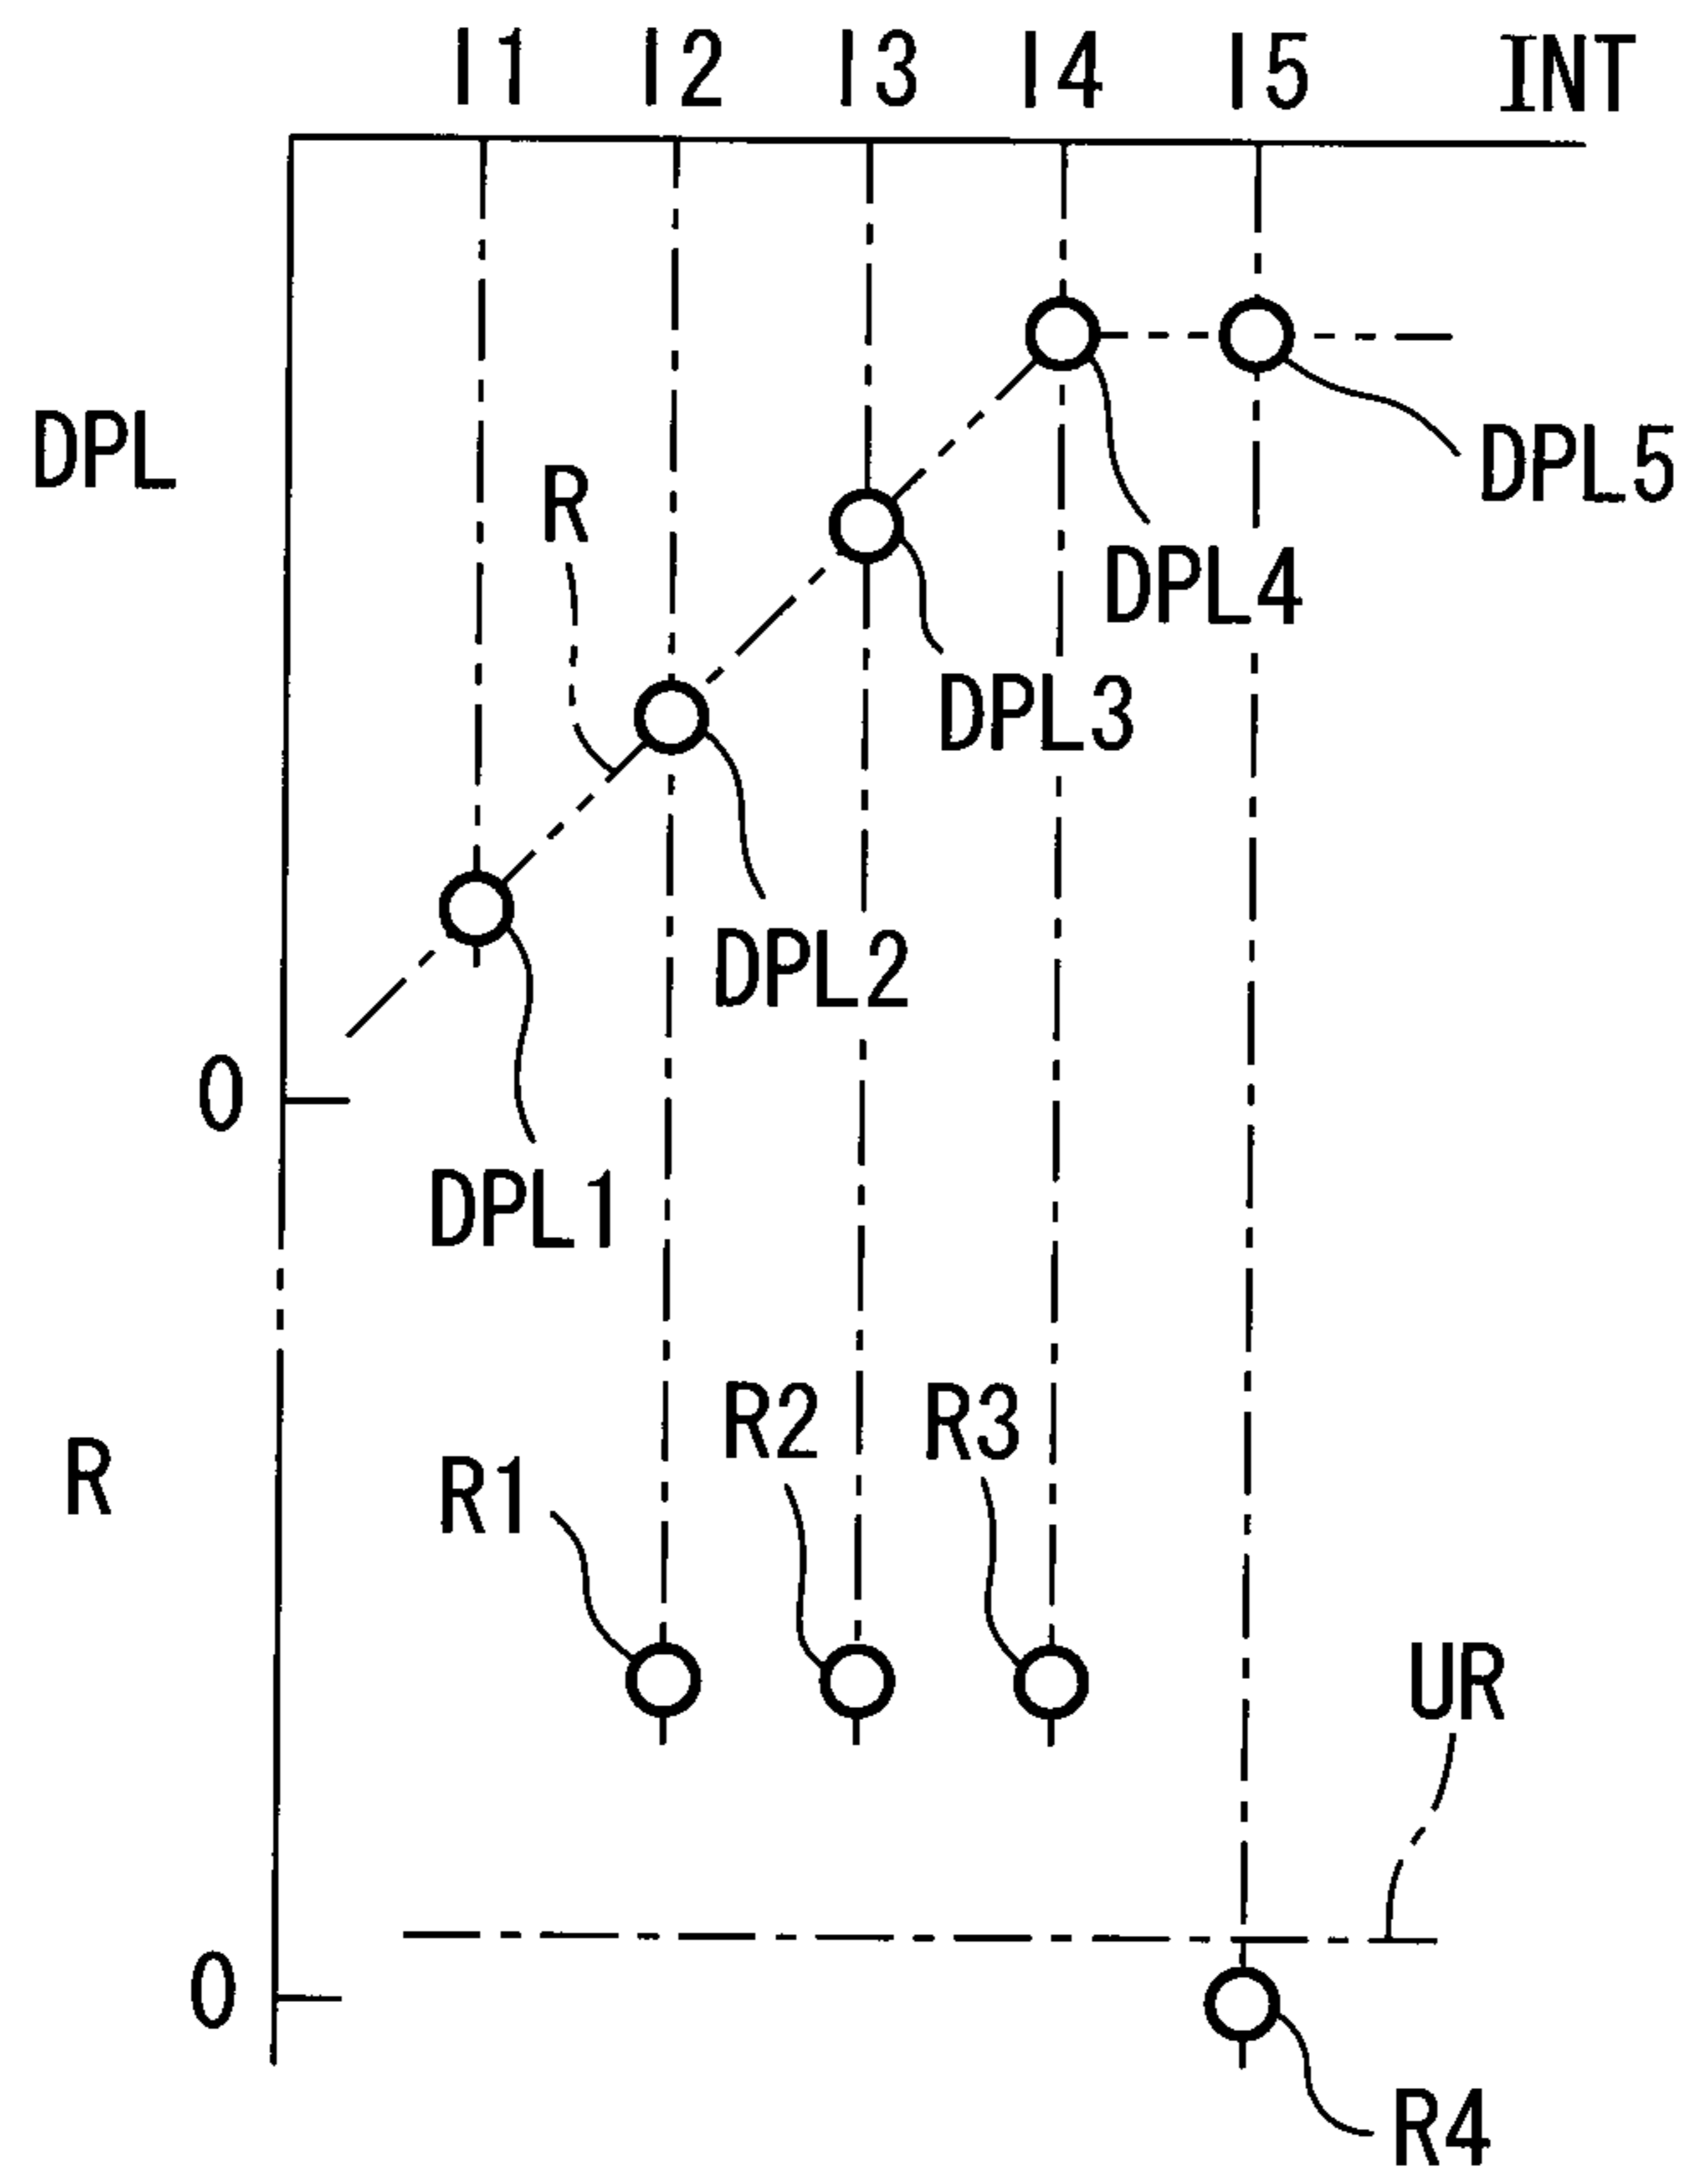 I1 I2 I3 I4 I5 INT
DPL
R
DPL5
DPL4
DPL3
DPL2
0
DPL1
R
R1
R2
R3
UR
0
R4